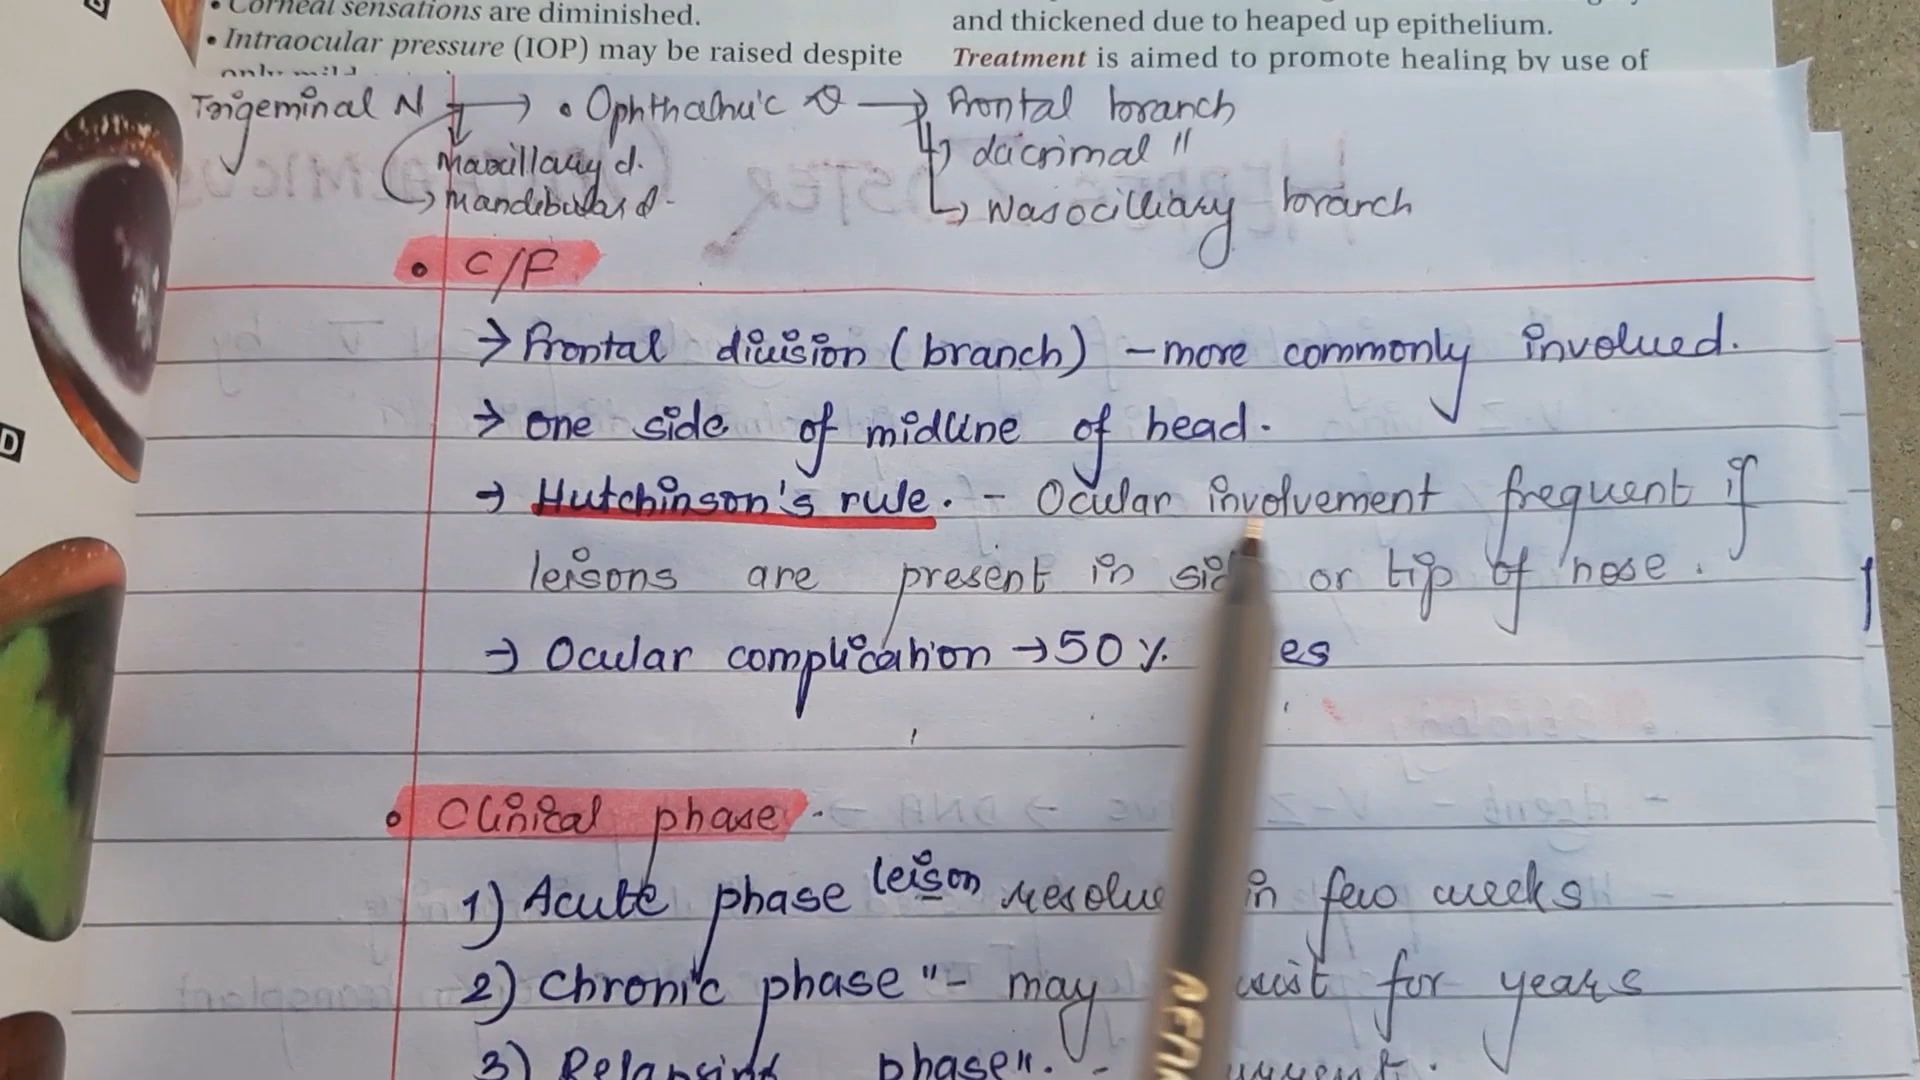 • Corneal sensations are diminished.
• Intraocular pressure (IOP) may be raised despite
and thickened due to heaped up epithelium.
Treatment is aimed to promote healing by use of
Trigeminal N → • Ophthalmic → Frontal branch
Maxillary d.
Mandibular d.
↳ lacrimal "
↳ Nasociliary branch
• C/F
→ Frontal division (branch) – more commonly involved.
→ one side of midline of head.
→ Hutchinson's rule. – Ocular involvement frequent if
leisons are present in or tip of nose.
→ Ocular complication → 50 %.
• Clinical phase.
1) Acute phase leison in few weeks
2) Chronic phase " – may for years
3) Relapsing phase ". –
D